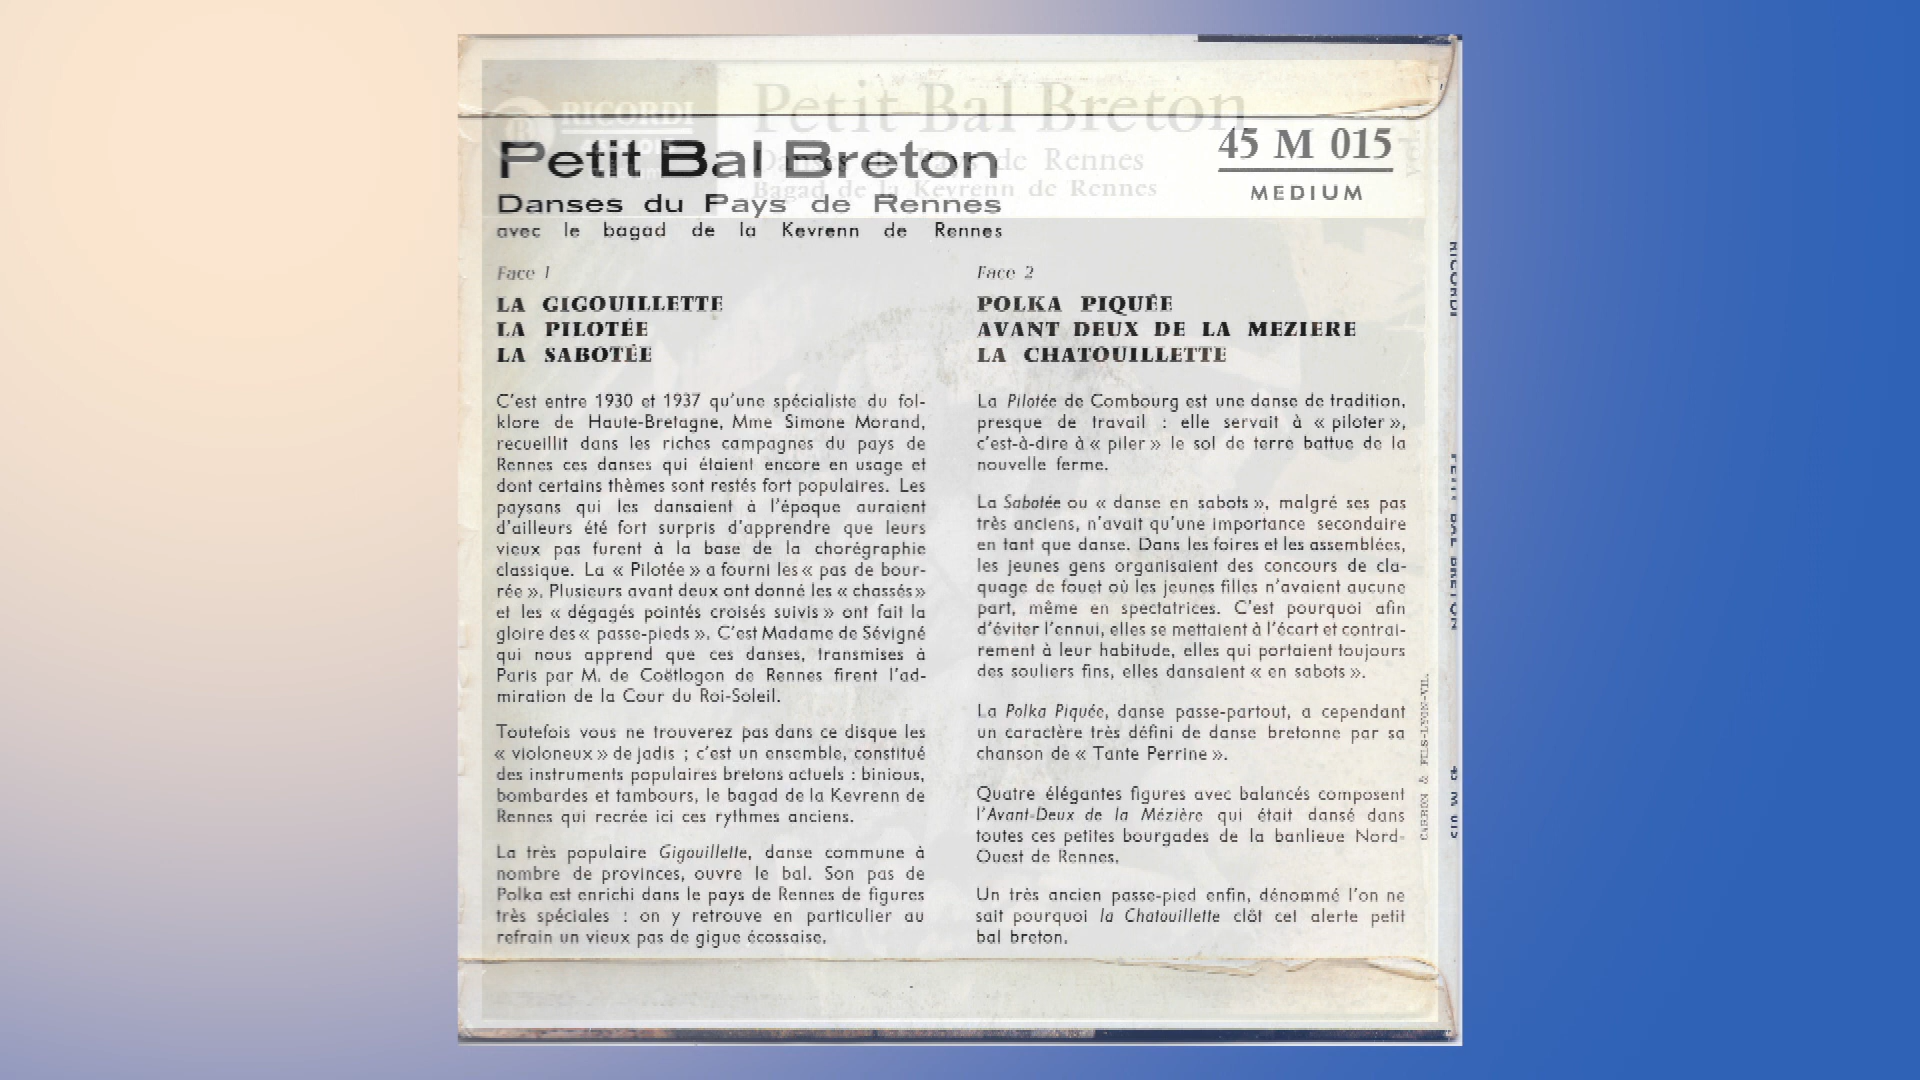 RICORDI
Petit Bal Breton
Danses du Pays de Rennes
Bagad de la Kevrenn de Rennes
Petit Bal Breton
Danses du Pays de Rennes
avec le bagad de la Kevrenn de Rennes
45 M 015
MEDIUM
Face 1
LA GIGOUILLETTE
LA PILOTÉE
LA SABOTÉE
C'est entre 1930 et 1937 qu'une spécialiste du fol-
klore de Haute-Bretagne, Mme Simone Morand,
recueillit dans les riches campagnes du pays de
Rennes ces danses qui étaient encore en usage et
dont certains thèmes sont restés fort populaires. Les
paysans qui les dansaient à l'époque auraient
d'ailleurs été fort surpris d'apprendre que leurs
vieux pas furent à la base de la chorégraphie
classique. La « Pilotée » a fourni les « pas de bour-
rée ». Plusieurs avant deux ont donné les « chassés »
et les « dégagés pointés croisés suivis » ont fait la
gloire des « passe-pieds ». C'est Madame de Sévigné
qui nous apprend que ces danses, transmises à
Paris par M. de Coëtlogon de Rennes firent l'ad-
miration de la Cour du Roi-Soleil.
Toutefois vous ne trouverez pas dans ce disque les
« violoneux » de jadis ; c'est un ensemble, constitué
des instruments populaires bretons actuels : binious,
bombardes et tambours, le bagad de la Kevrenn de
Rennes qui recrée ici ces rythmes anciens.
La très populaire Gigouillette, danse commune à
nombre de provinces, ouvre le bal. Son pas de
Polka est enrichi dans le pays de Rennes de figures
très spéciales : on y retrouve en particulier au
refrain un vieux pas de gigue écossaise.
Face 2
POLKA PIQUÉE
AVANT DEUX DE LA MEZIERE
LA CHATOUILLETTE
La Pilotée de Combourg est une danse de tradition,
presque de travail : elle servait à « piloter »,
c'est-à-dire à « piler » le sol de terre battue de la
nouvelle ferme.
La Sabotée ou « danse en sabots », malgré ses pas
très anciens, n'avait qu'une importance secondaire
en tant que danse. Dans les foires et les assemblées,
les jeunes gens organisaient des concours de cla-
quage de fouet où les jeunes filles n'avaient aucune
part, même en spectatrices. C'est pourquoi afin
d'éviter l'ennui, elles se mettaient à l'écart et contrai-
rement à leur habitude, elles qui portaient toujours
des souliers fins, elles dansaient « en sabots ».
La Polka Piquée, danse passe-partout, a cependant
un caractère très défini de danse bretonne par sa
chanson de « Tante Perrine ».
Quatre élégantes figures avec balancés composent
l'Avant-Deux de la Mézière qui était dansé dans
toutes ces petites bourgades de la banlieue Nord-
Ouest de Rennes.
Un très ancien passe-pied enfin, dénommé l'on ne
sait pourquoi la Chatouillette clôt cet alerte petit
bal breton.
RICORDI
PETIT BAL BRETON
45 M 015